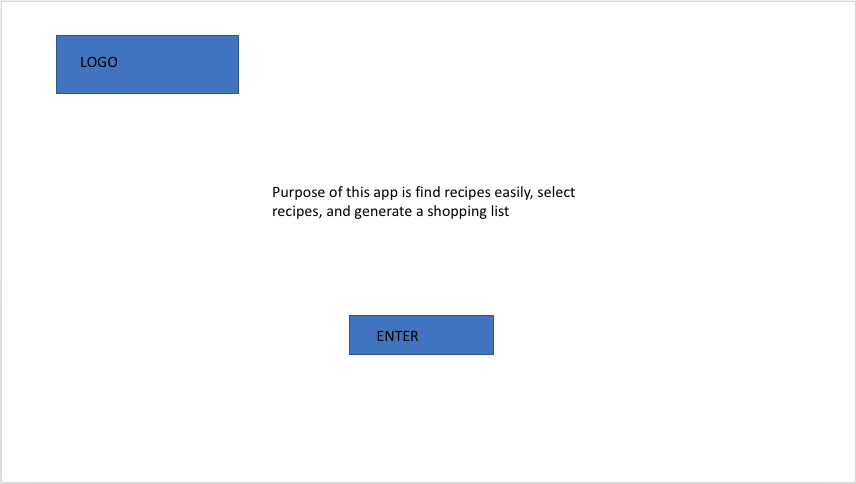 LOGO
Purpose of this app is find recipes easily, select
recipes, and generate a shopping list
ENTER